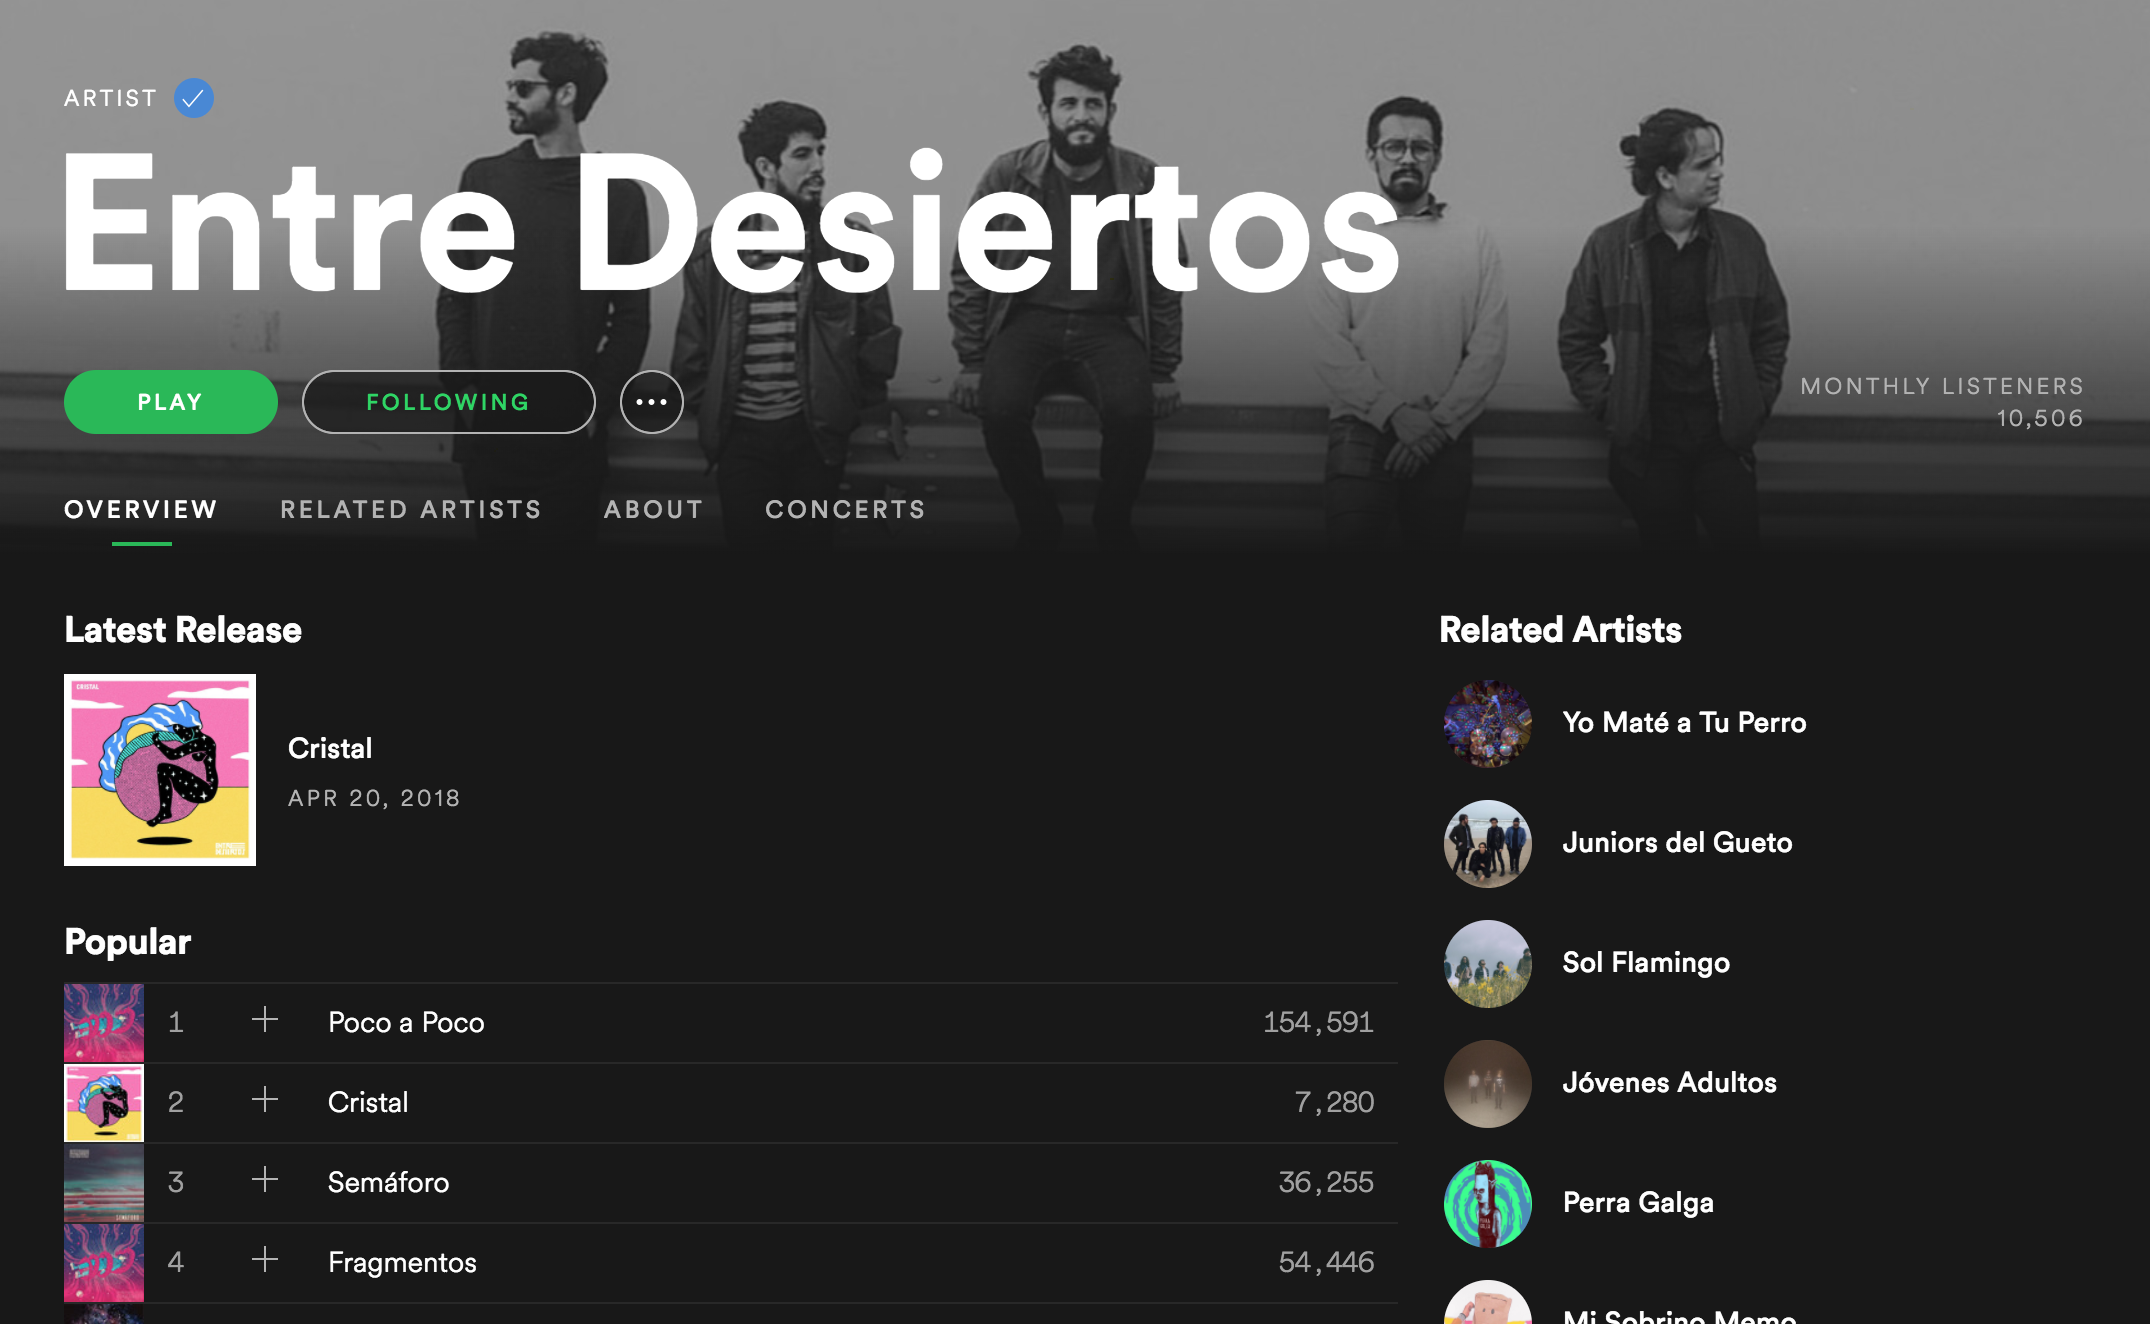 ARTIST
Entre Desiertos
PLAY
FOLLOWING
MONTHLY LISTENERS
10,506
OVERVIEW
RELATED ARTISTS
ABOUT
CONCERTS
Latest Release
CRISTAL
Cristal
APR 20, 2018
Popular
1 Poco a Poco 154,591
2 Cristal 7,280
3 Semáforo 36,255
4 Fragmentos 54,446
Related Artists
Yo Maté a Tu Perro
Juniors del Gueto
Sol Flamingo
Jóvenes Adultos
Perra Galga
Mi Sobrino Memo